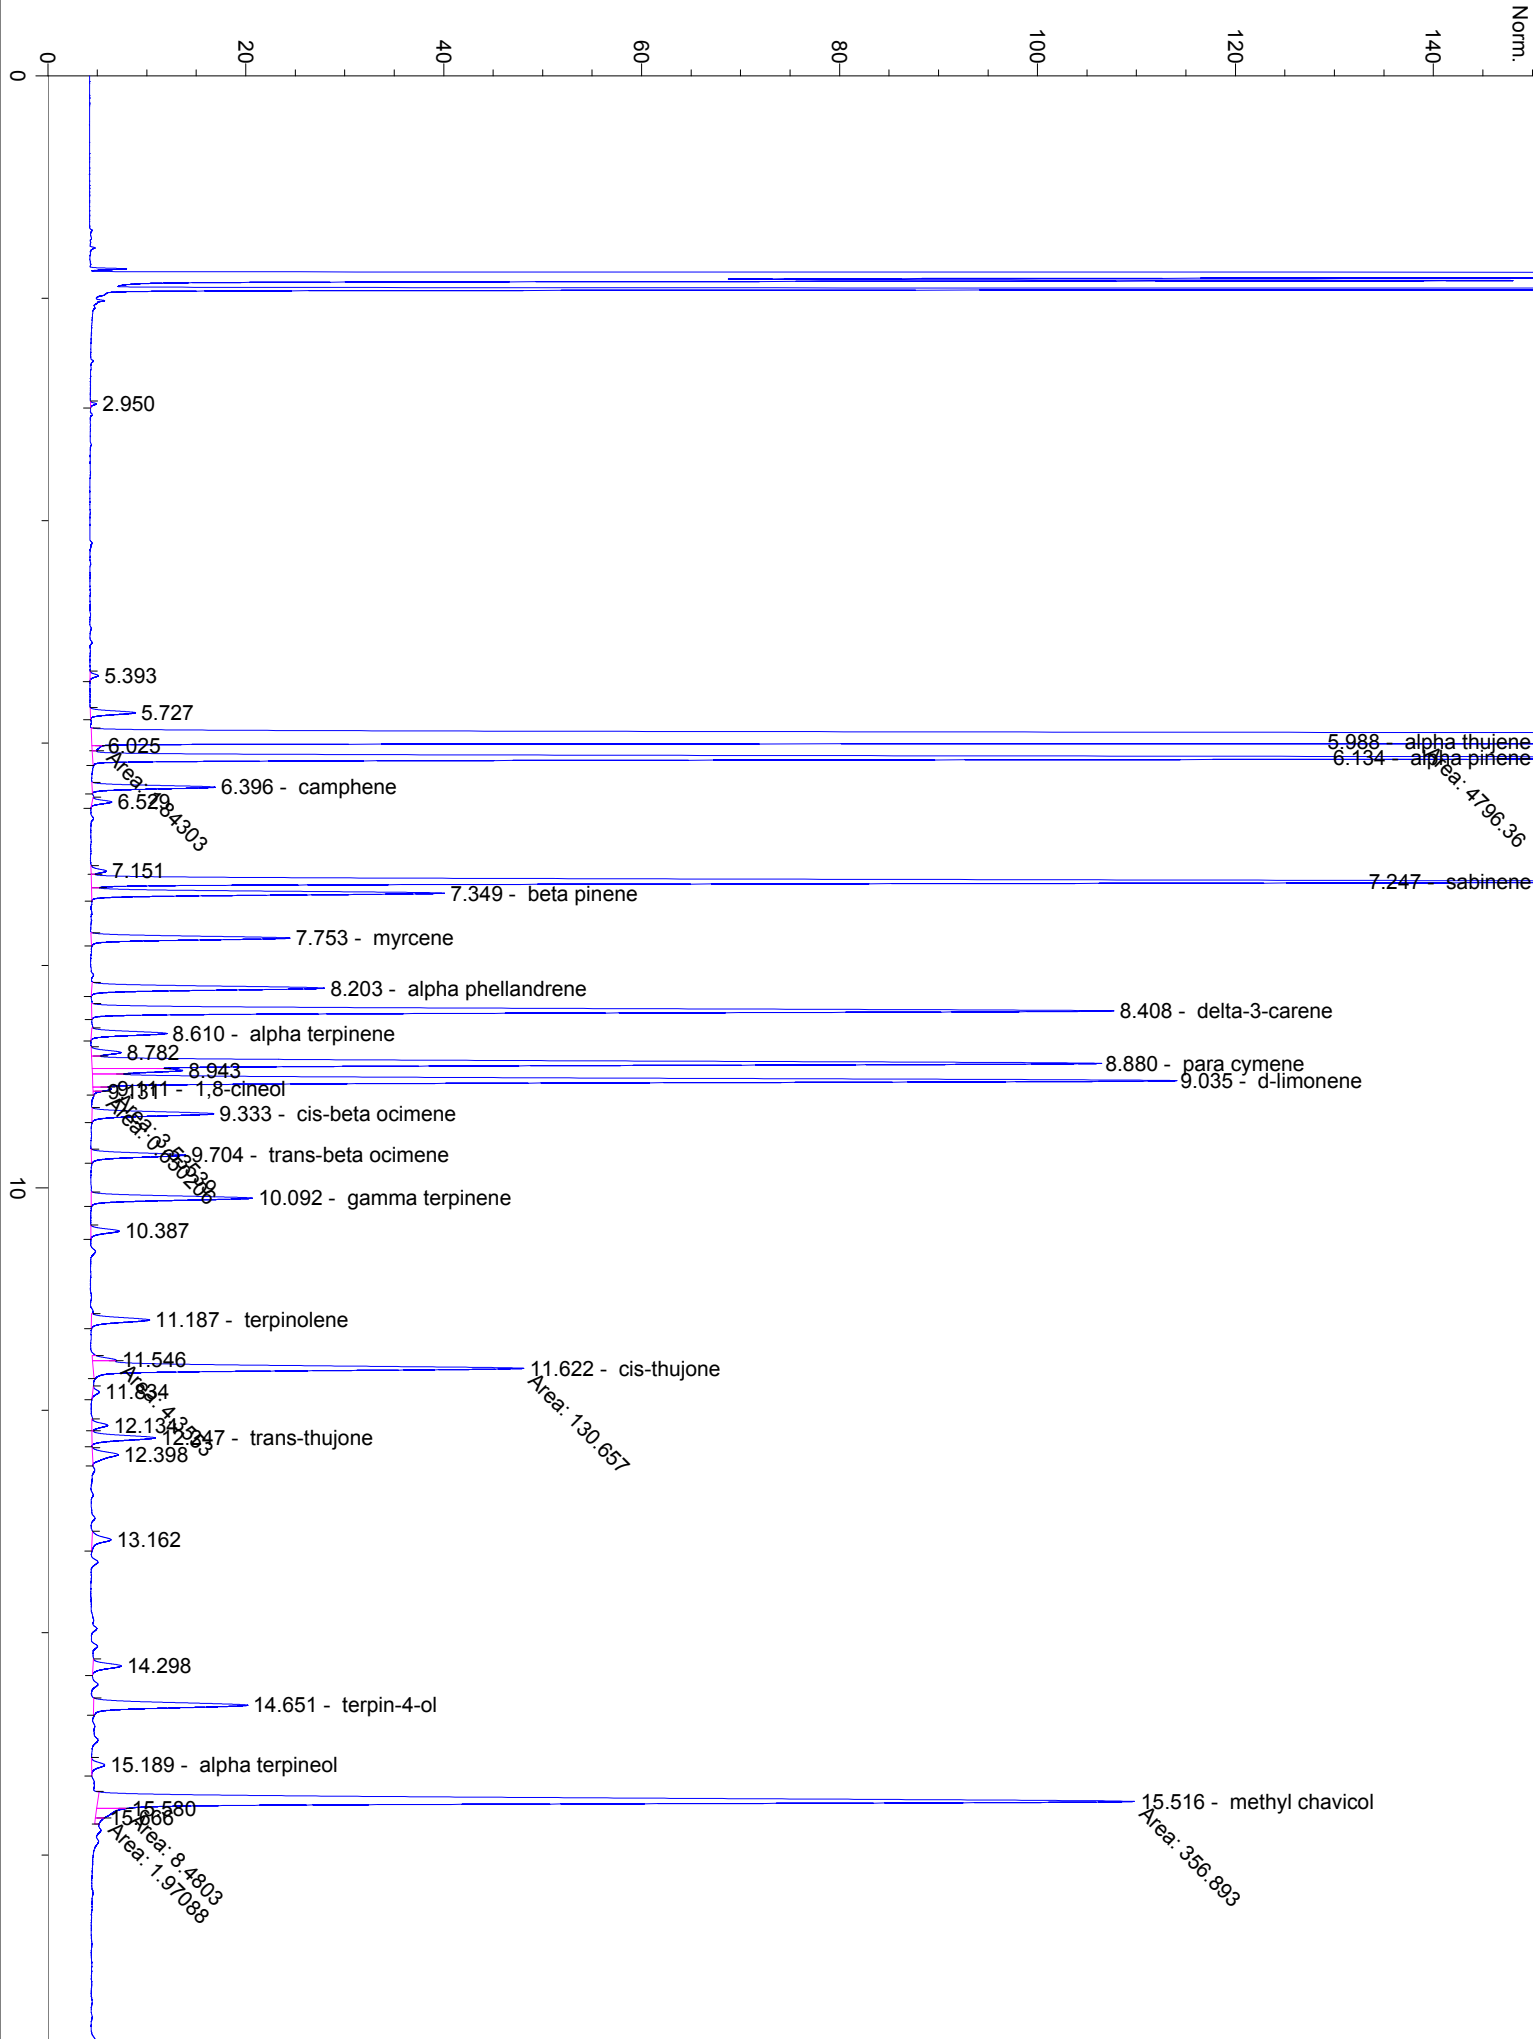 Norm.
0
20
40
60
80
100
120
140
0
10
2.950
5.393
5.727
5.988 - alpha thujene
Area: 4796.36
6.025
6.134 - alpha pinene
6.396 - camphene
6.529
7.151
7.247 - sabinene
7.349 - beta pinene
7.753 - myrcene
8.203 - alpha phellandrene
8.408 - delta-3-carene
8.610 - alpha terpinene
8.782
8.880 - para cymene
8.943
9.035 - d-limonene
9.111 - 1,8-cineol
9.131
Area: 0.650206
9.333 - cis-beta ocimene
9.704 - trans-beta ocimene
10.092 - gamma terpinene
10.387
11.187 - terpinolene
11.546
11.622 - cis-thujone
Area: 130.657
11.834
12.134
12.247 - trans-thujone
12.398
13.162
14.298
14.651 - terpin-4-ol
15.189 - alpha terpineol
15.516 - methyl chavicol
Area: 356.893
15.580
Area: 8.4803
15.666
Area: 1.97088